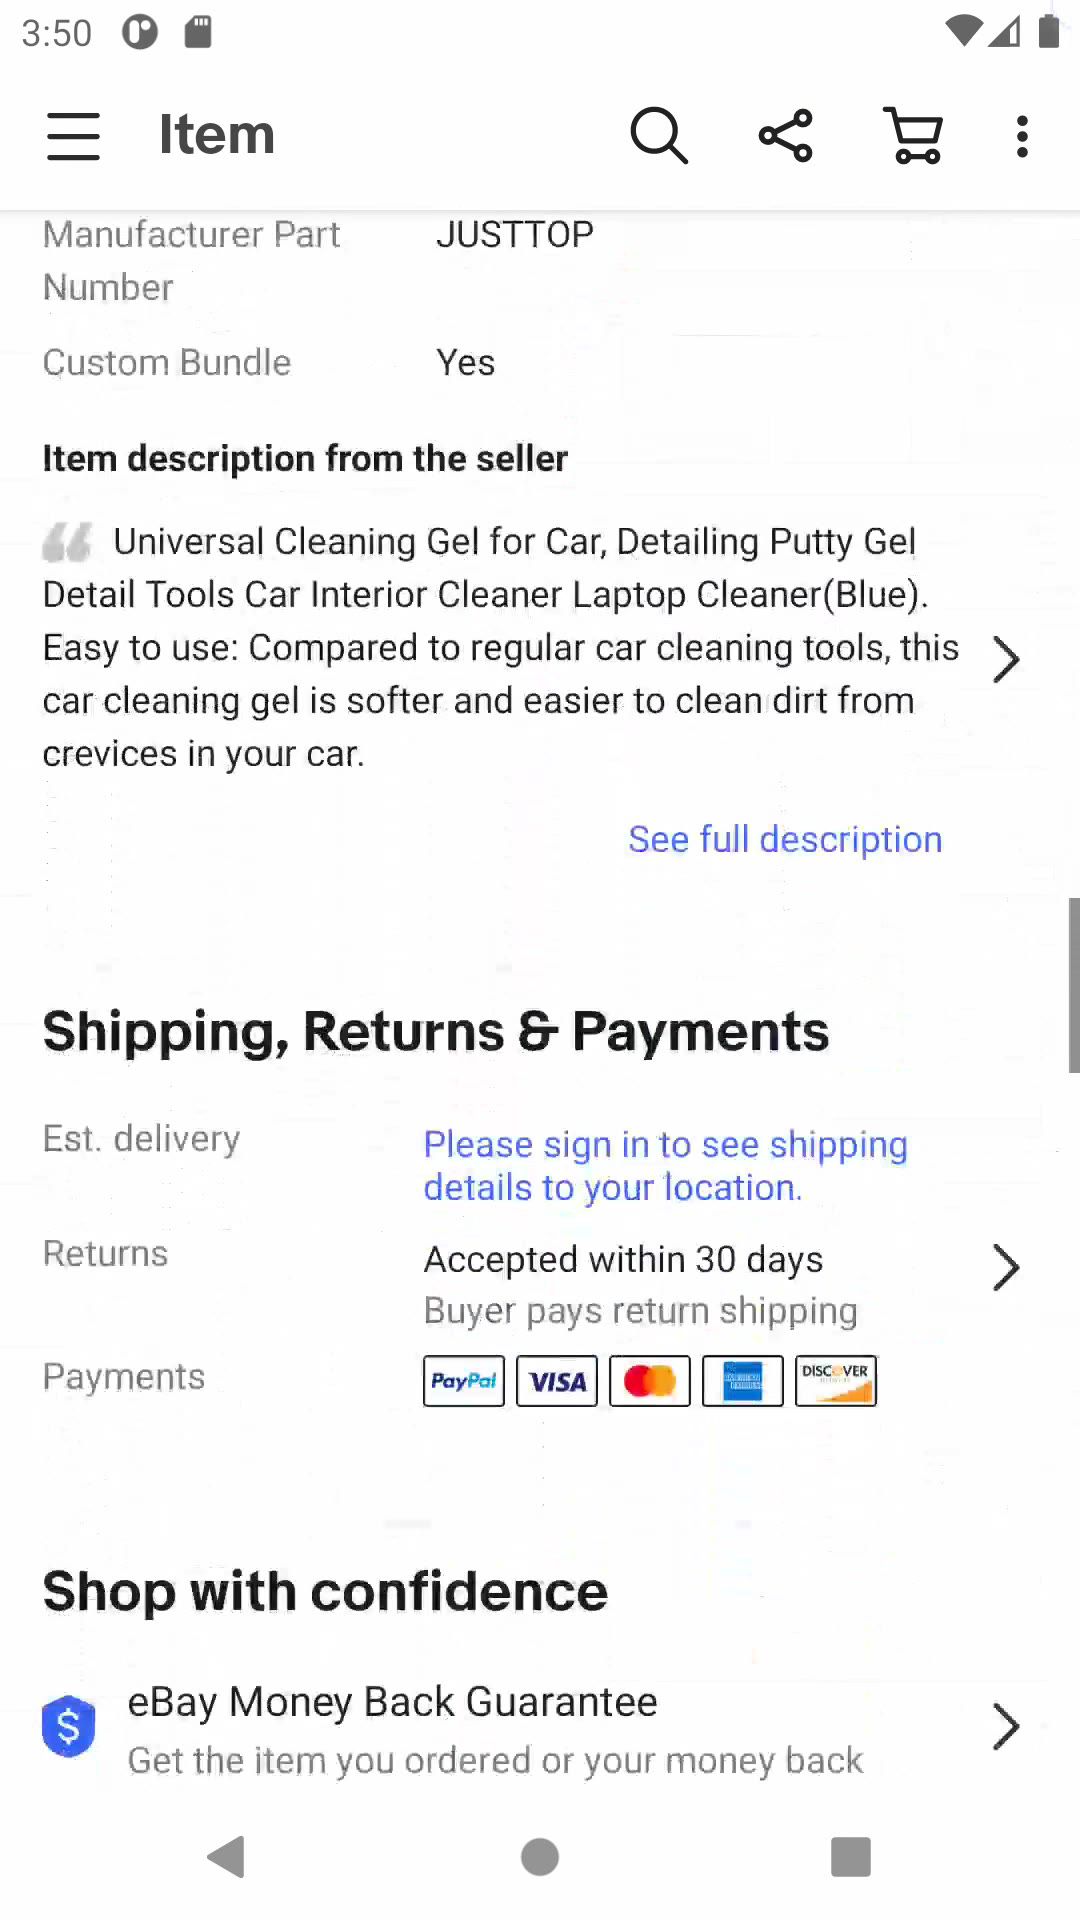 3:50
Item
Manufacturer Part
Number
JUSTTOP
Custom Bundle
Yes
Item description from the seller
Universal Cleaning Gel for Car, Detailing Putty Gel
Detail Tools Car Interior Cleaner Laptop Cleaner(Blue).
Easy to use: Compared to regular car cleaning tools, this
car cleaning gel is softer and easier to clean dirt from
crevices in your car.
See full description
Shipping, Returns & Payments
Est. delivery
Please sign in to see shipping
details to your location.
Returns
Accepted within 30 days
Buyer pays return shipping
Payments
PayPal VISA DISCOVER
Shop with confidence
$
eBay Money Back Guarantee
Get the item you ordered or your money back